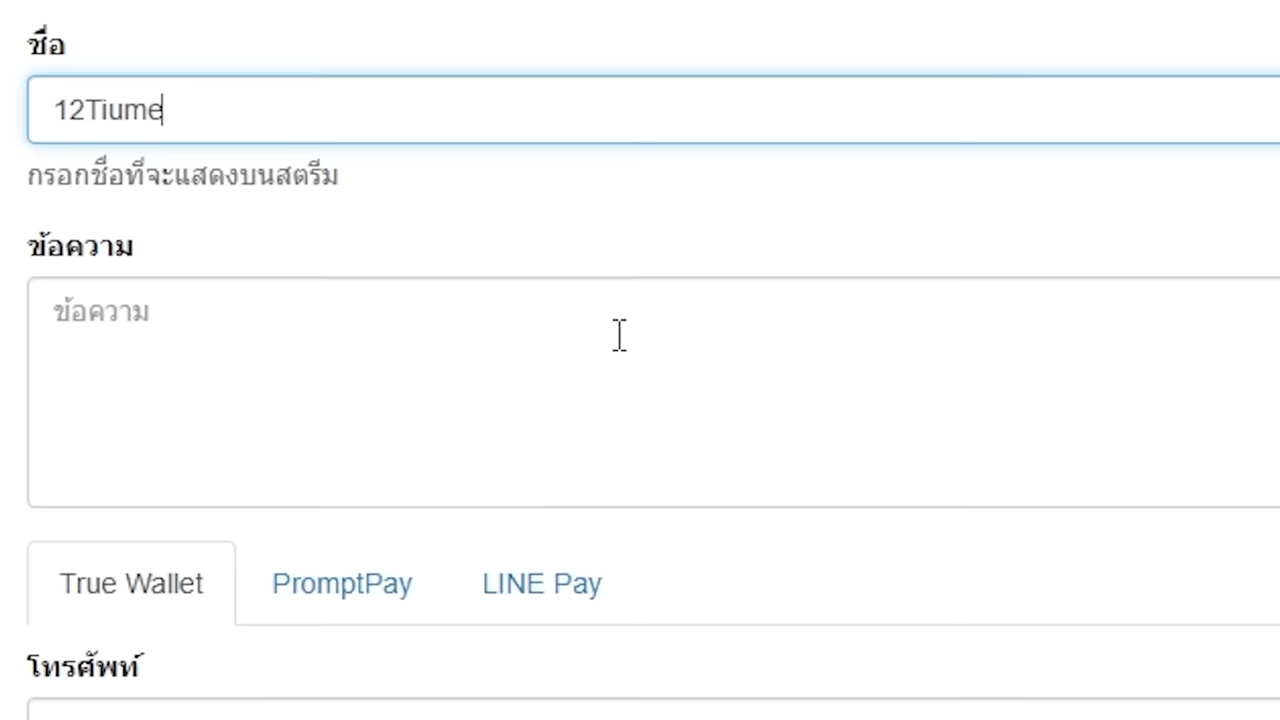 ชื่อ
12Tiume
กรอกชื่อที่จะแสดงบนสตรีม
ข้อความ
ข้อความ
True Wallet PromptPay LINE Pay
โทรศัพท์